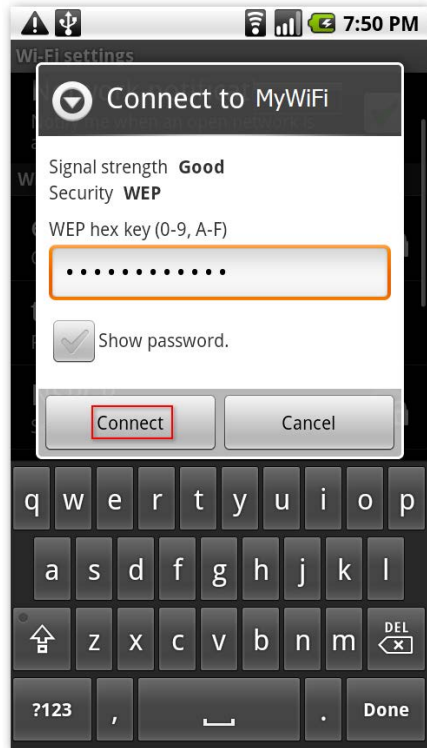 7:50 PM
Wi-Fi settings
Connect to MyWiFi
Signal strength Good
Security WEP
WEP hex key (0-9, A-F)
••••••••••••
Show password.
Connect Cancel
q w e r t y u i o p
a s d f g h j k l
z x c v b n m DEL
?123 , . Done